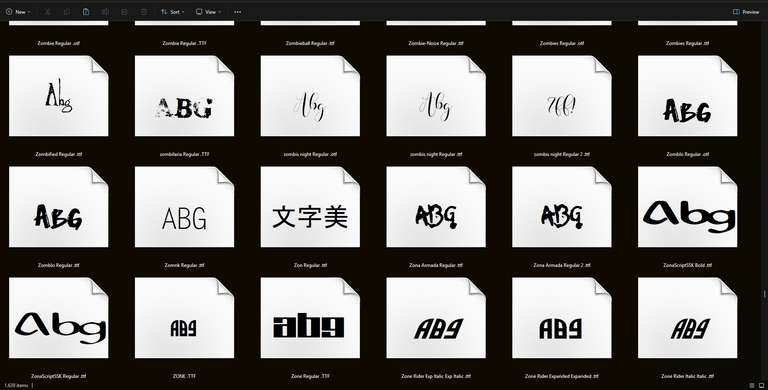 New
Sort
View
Preview
Zombie Regular .otf
Zombie Regular .TTF
Zombieball Regular .ttf
Zombie-Noize Regular .ttf
Zombies Regular .otf
Zombies Regular .ttf
Abg
ABG
Abg
Abg
ABG
Zombified Regular .ttf
zombilaria Regular .TTF
zombis night Regular .otf
zombis night Regular .ttf
zombis night Regular 2 .ttf
Zomblo Regular .otf
ABG
ABG
文字美
ABG
ABG
Abg
Zomblo Regular .ttf
Zomnk Regular .ttf
Zon Regular .ttf
Zona Armada Regular .ttf
Zona Armada Regular 2 .ttf
ZonaScriptSSK Bold .ttf
Abg
ABG
abg
ABG
ABG
ABG
ZonaScriptSSK Regular .ttf
ZONE .TTF
Zone Regular .TTF
Zone Rider Exp Italic Exp Italic .ttf
Zone Rider Expanded Expanded .ttf
Zone Rider Italic Italic .ttf